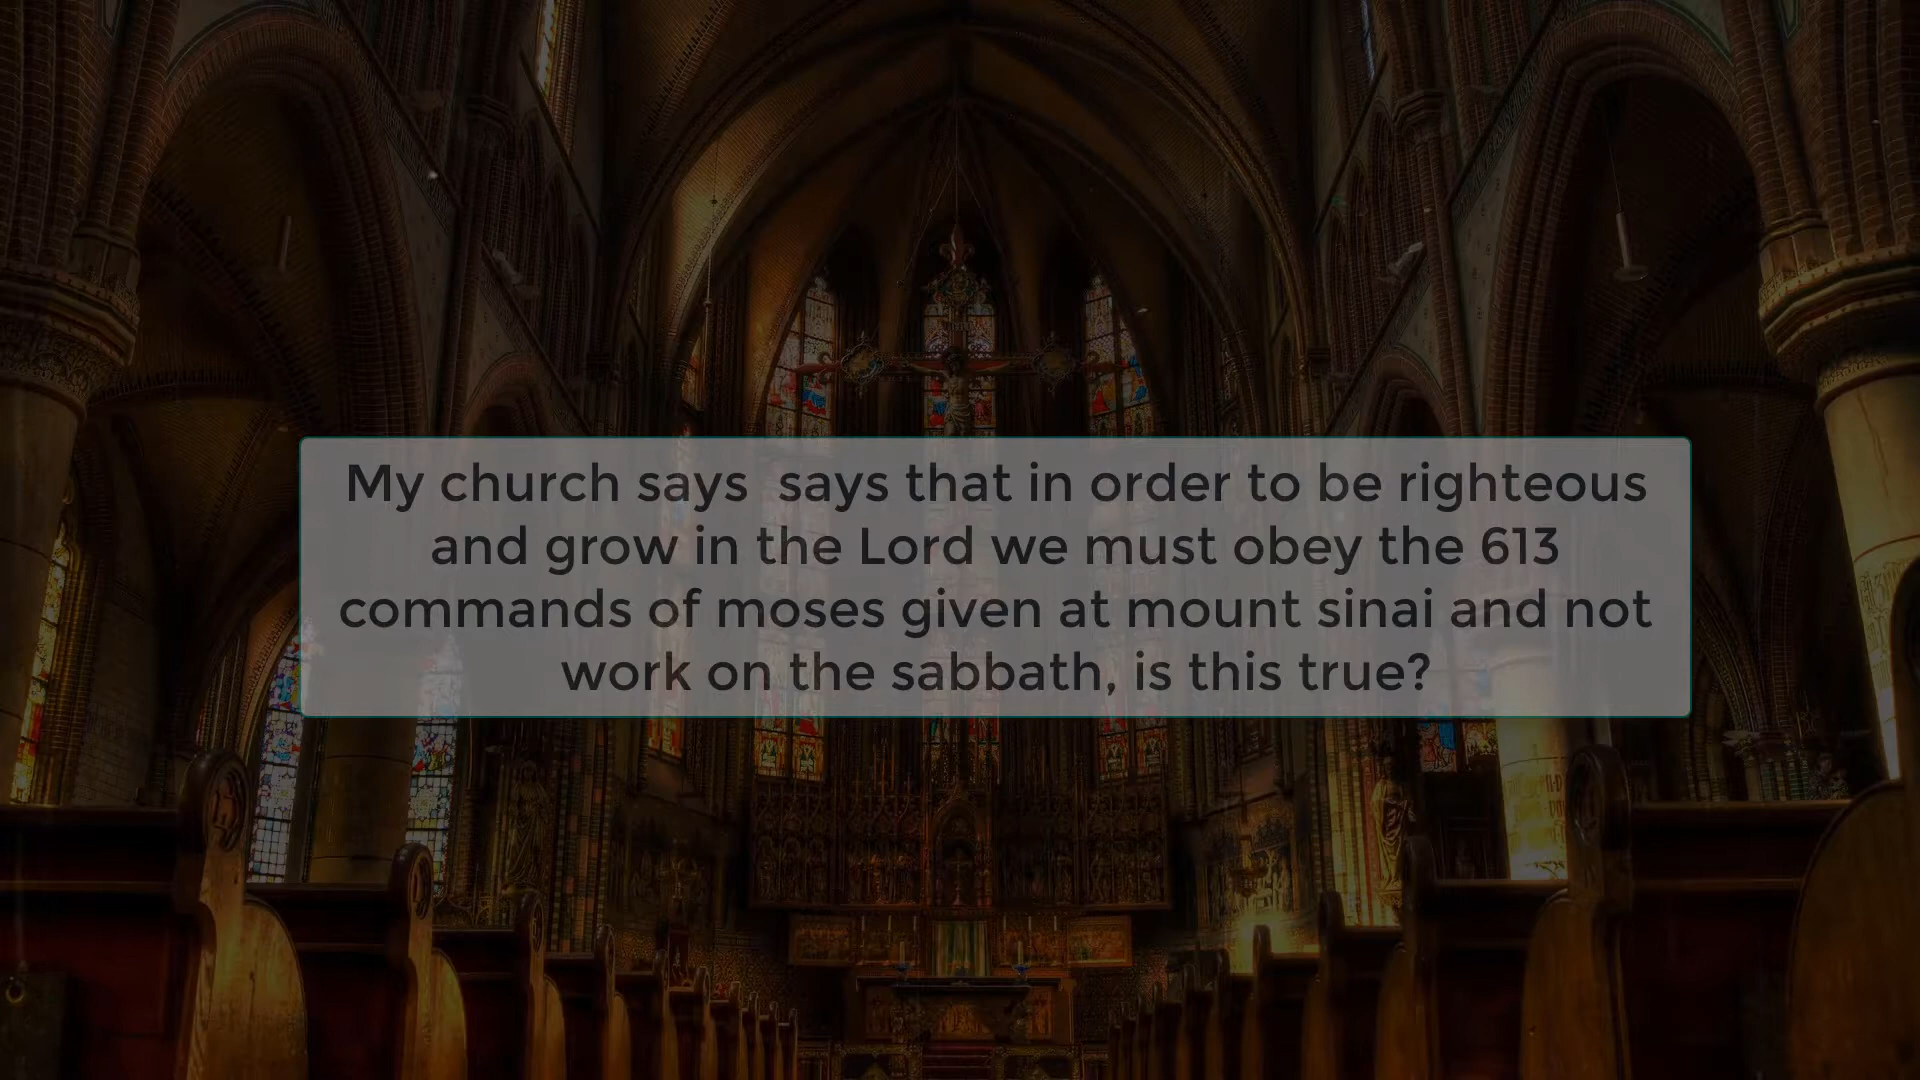 My church says  says that in order to be righteous
and grow in the Lord we must obey the 613
commands of moses given at mount sinai and not
work on the sabbath, is this true?